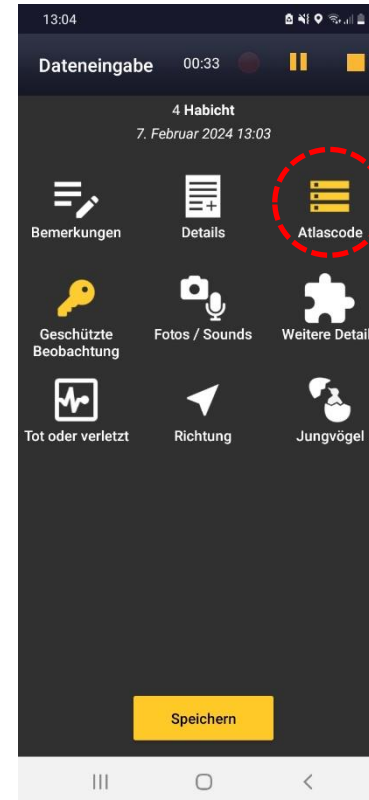 13:04
Dateneingabe 00:33
4 Habicht
7. Februar 2024 13:03
Bemerkungen Details Atlascode
Geschützte Beobachtung Fotos / Sounds Weitere Detail
Tot oder verletzt Richtung Jungvögel
Speichern